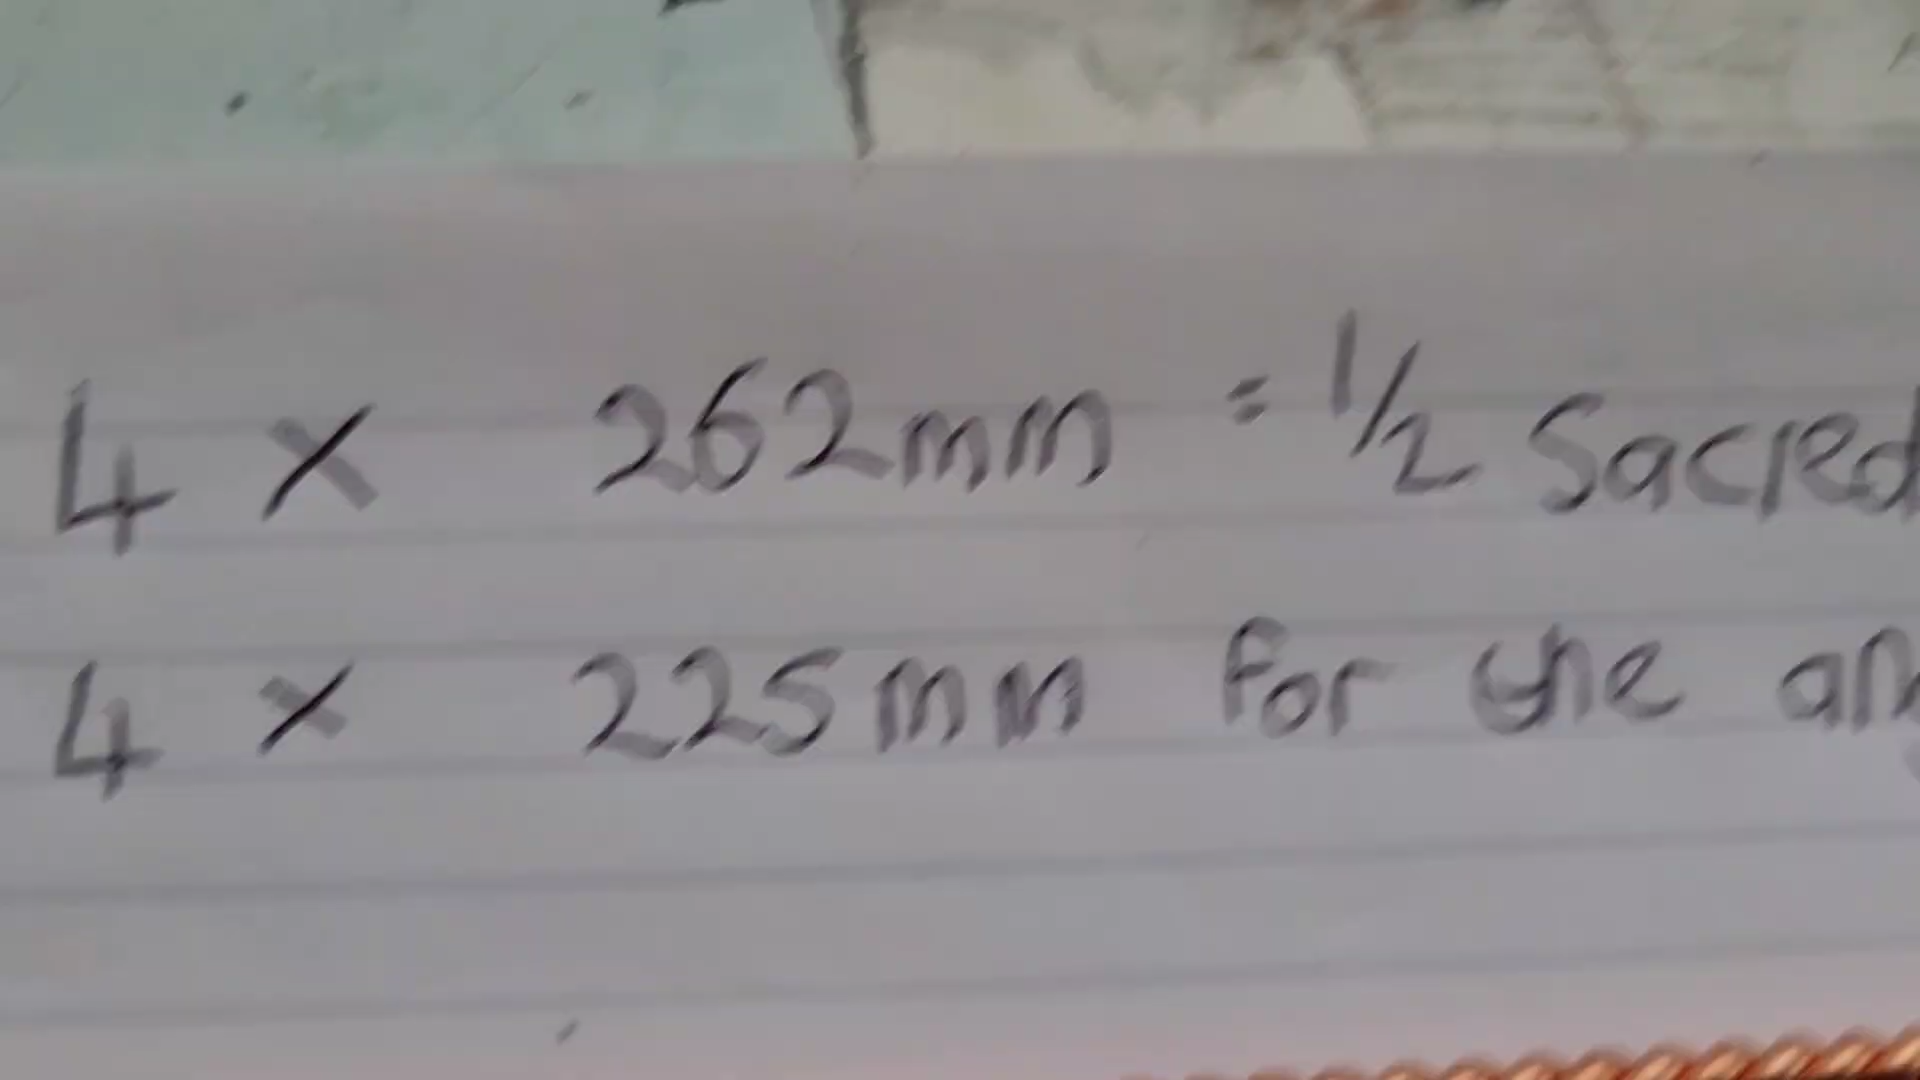 4 x 262mm = 1/2 Sacred
4 x 225mm for the